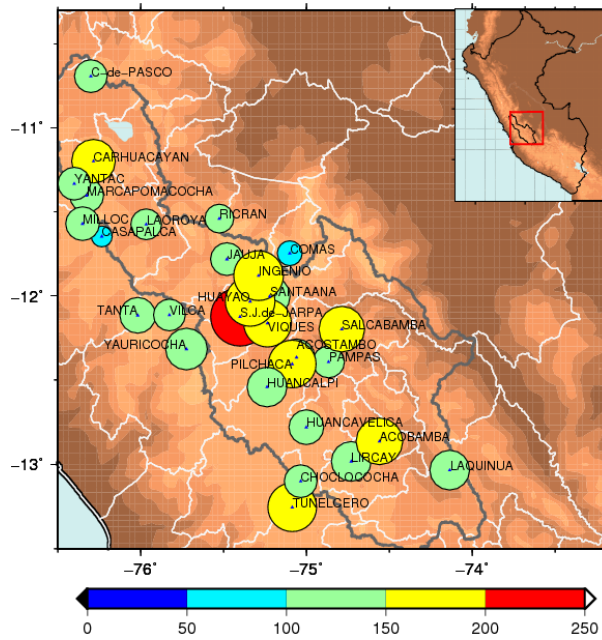 C-de-PASCO
-11
CARHUACAYAN
YANTAC
MARCAPOMACOCHA
RICRAN
MILLOC
LAOROYA
CASAPALCA
COMAS
JAUJA
INGENIO
-12
SANTAANA
HUAYAO
TANTA
VILCA
S.J.de-JARPA
VIQUES
SALCABAMBA
YAURICOCHA
ACOSTAMBO
PILCHACA
PAMPAS
HUANCALPI
HUANCAVELICA
ACOBAMBA
LIRCAY
-13
LAQUINUA
CHOCLOCOCHA
TUNELCERO
-76
-75
-74
0
50
100
150
200
250